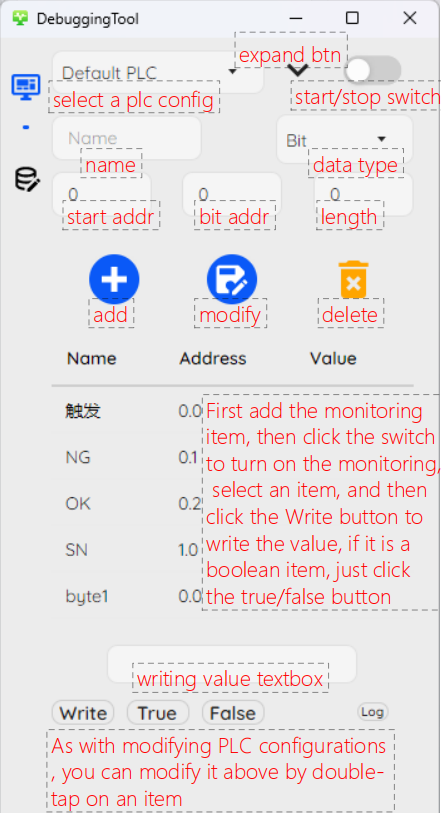 DebuggingTool
expand btn
Default PLC
select a plc config
start/stop switch
Name
Bit
name
data type
0 0 0
start addr bit addr length
add modify delete
Name Address Value
触发 0.0
NG 0.1
OK 0.2
SN 1.0
byte1 0.0
First add the monitoring
item, then click the switch
to turn on the monitoring,
select an item, and then
click the Write button to
write the value, if it is a
boolean item, just click
the true/false button
writing value textbox
Write True False Log
As with modifying PLC configurations
, you can modify it above by double-
tap on an item